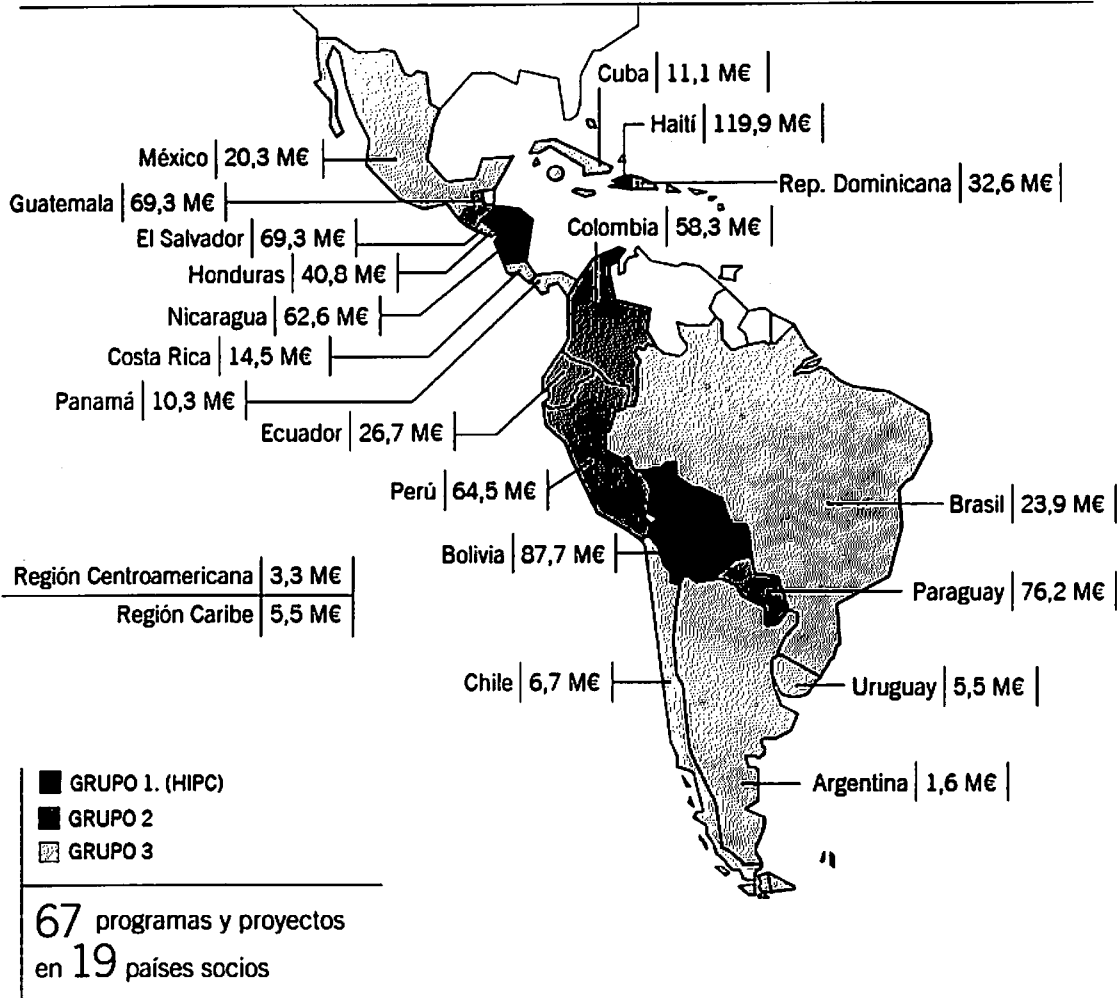 Cuba | 11,1 M€
Haití | 119,9 M€
México | 20,3 M€
Rep. Dominicana | 32,6 M€
Guatemala | 69,3 M€
Colombia | 58,3 M€
El Salvador | 69,3 M€
Honduras | 40,8 M€
Nicaragua | 62,6 M€
Costa Rica | 14,5 M€
Panamá | 10,3 M€
Ecuador | 26,7 M€
Perú | 64,5 M€
Brasil | 23,9 M€
Bolivia | 87,7 M€
Región Centroamericana | 3,3 M€
Paraguay | 76,2 M€
Región Caribe | 5,5 M€
Chile | 6,7 M€
Uruguay | 5,5 M€
Argentina | 1,6 M€
GRUPO 1. (HIPC)
GRUPO 2
GRUPO 3
67 programas y proyectos
en 19 países socios